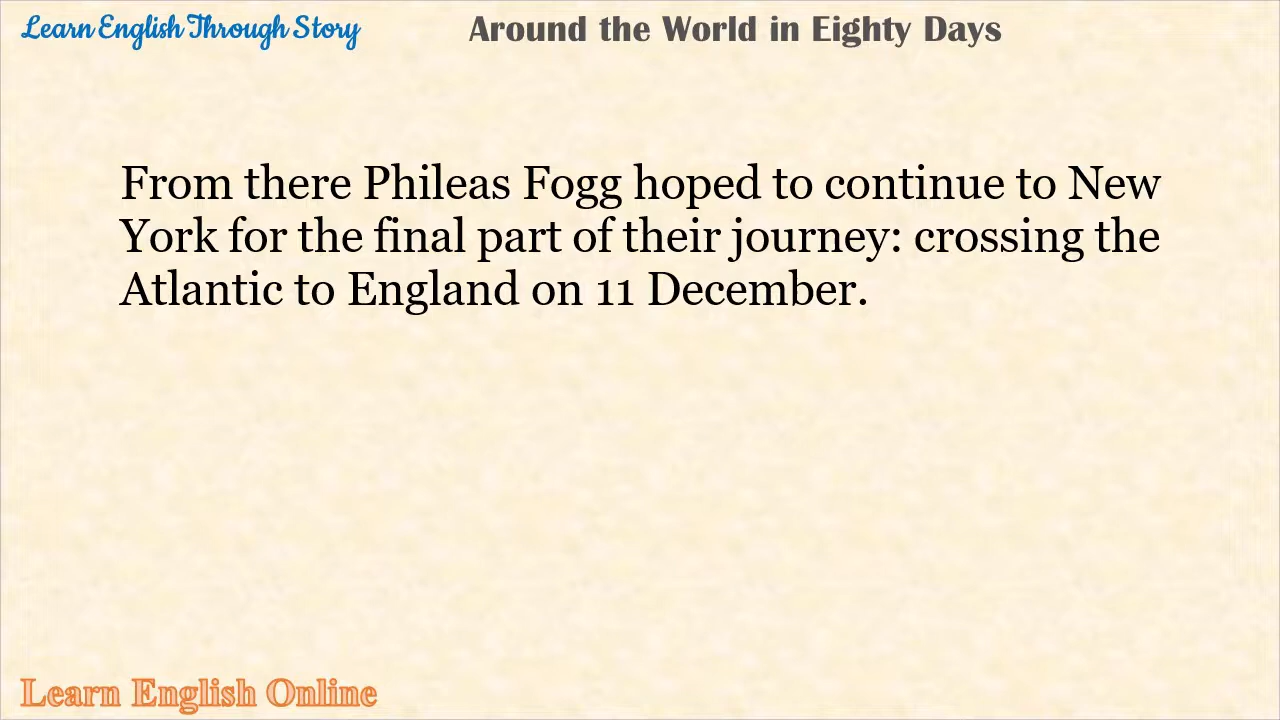 Learn English Through Story
Around the World in Eighty Days
From there Phileas Fogg hoped to continue to New
York for the final part of their journey: crossing the
Atlantic to England on 11 December.
Learn English Online